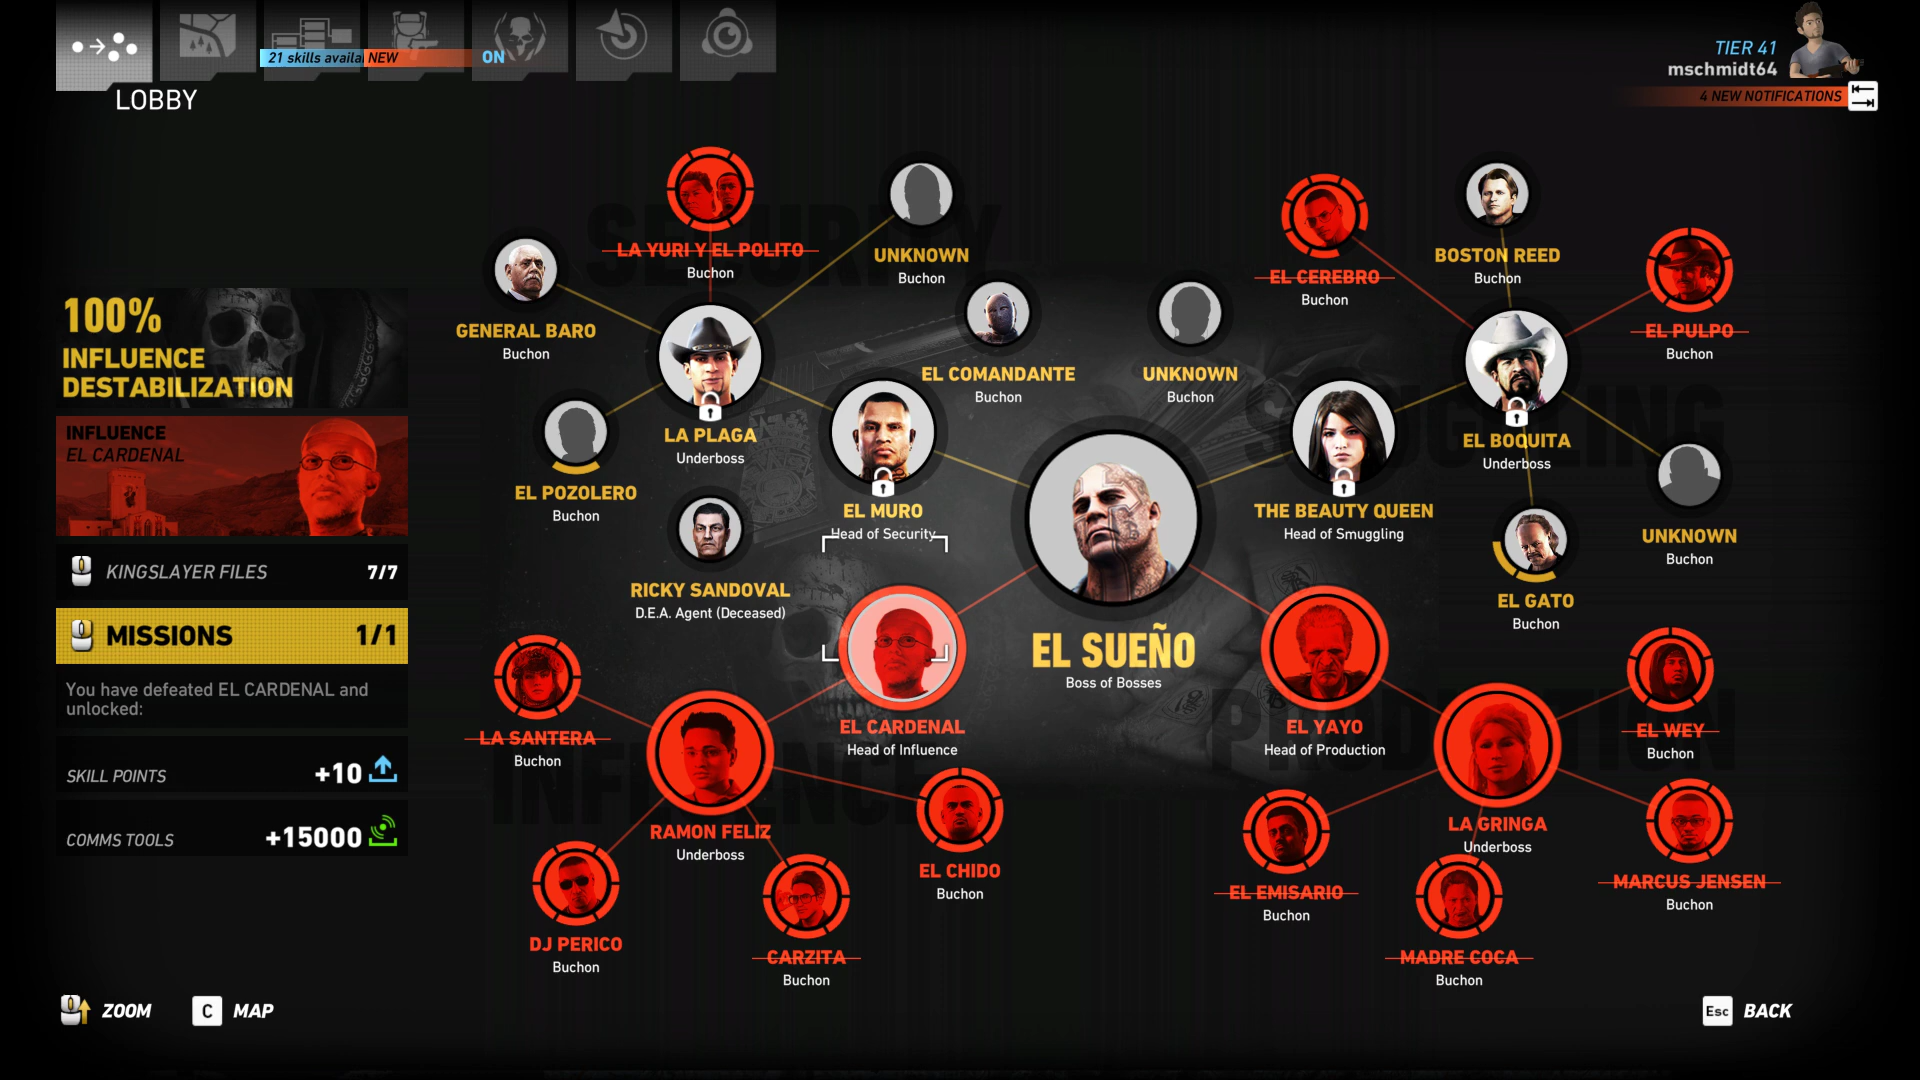 21 skills availa
NEW
ON
LOBBY
TIER 41
mschmidt64
4 NEW NOTIFICATIONS
SECURITY
SMUGGLING
INFLUENCE
PRODUCTION
100%
INFLUENCE
DESTABILIZATION
INFLUENCE
EL CARDENAL
KINGSLAYER FILES 7/7
MISSIONS 1/1
You have defeated EL CARDENAL and
unlocked:
SKILL POINTS +10
COMMS TOOLS +15000
LA YURI Y EL POLITO
Buchon
UNKNOWN
Buchon
GENERAL BARO
Buchon
EL COMANDANTE
Buchon
UNKNOWN
Buchon
EL CEREBRO
Buchon
BOSTON REED
Buchon
EL PULPO
Buchon
LA PLAGA
Underboss
EL BOQUITA
Underboss
EL POZOLERO
Buchon
EL MURO
Head of Security
THE BEAUTY QUEEN
Head of Smuggling
UNKNOWN
Buchon
RICKY SANDOVAL
D.E.A. Agent (Deceased)
EL GATO
Buchon
EL SUEÑO
Boss of Bosses
LA SANTERA
Buchon
EL CARDENAL
Head of Influence
EL YAYO
Head of Production
EL WEY
Buchon
RAMON FELIZ
Underboss
LA GRINGA
Underboss
EL CHIDO
Buchon
EL EMISARIO
Buchon
MARCUS JENSEN
Buchon
DJ PERICO
Buchon
CARZITA
Buchon
MADRE COCA
Buchon
ZOOM
C MAP
Esc BACK